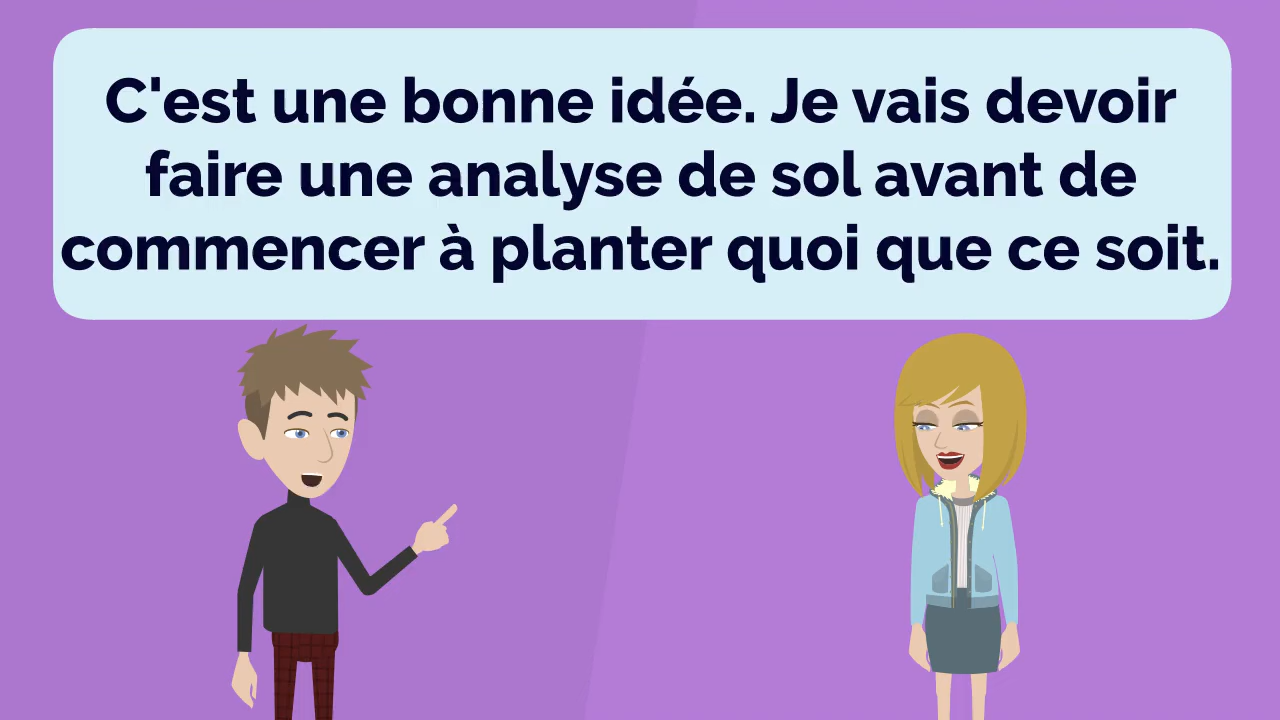 C'est une bonne idée. Je vais devoir
faire une analyse de sol avant de
commencer à planter quoi que ce soit.